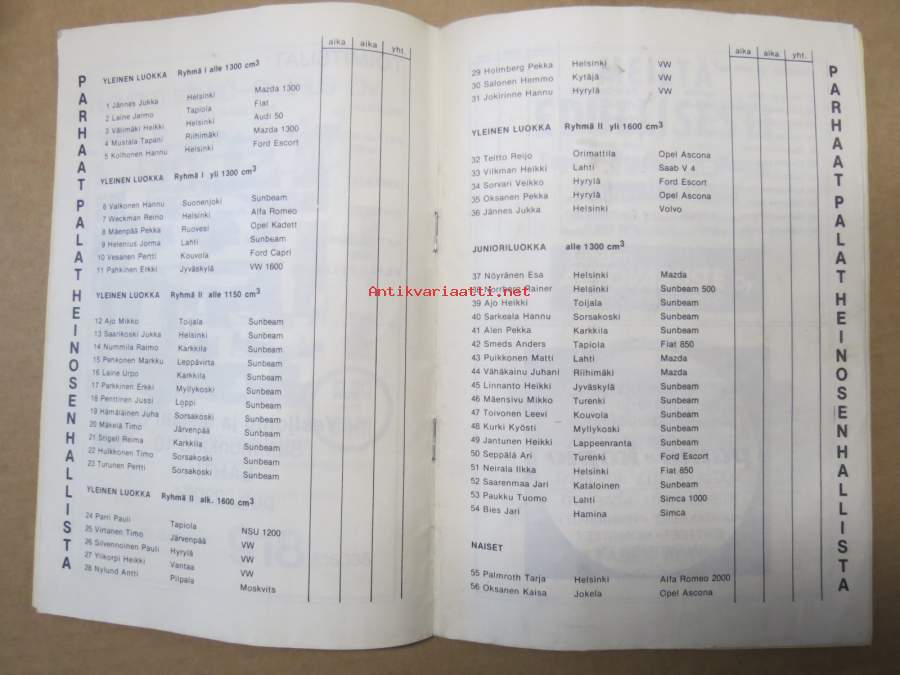 PARHAAT PALAT HEINOSENHALLISTA
aika aika yht.
YLEINEN LUOKKA Ryhmä I alle 1300 cm3
1 Jännes Jukka Helsinki Mazda 1300
2 Laine Jarmo Tapiola Fiat
3 Välimäki Heikki Helsinki Audi 50
4 Mustala Tapani Riihimäki Mazda 1300
5 Kolhonen Hannu Helsinki Ford Escort
YLEINEN LUOKKA Ryhmä I yli 1300 cm3
6 Valkonen Hannu Suonenjoki Sunbeam
7 Weckman Reino Helsinki Alfa Romeo
8 Mäenpää Pekka Ruovesi Opel Kadett
9 Helenius Jorma Lahti Sunbeam
10 Vesanen Pertti Kouvola Ford Capri
11 Pahkinen Erkki Jyväskylä VW 1600
YLEINEN LUOKKA Ryhmä II alle 1150 cm3
12 Ajo Mikko Toijala Sunbeam
13 Saarikoski Jukka Helsinki Sunbeam
14 Nummila Raimo Karkkila Sunbeam
15 Penkonen Markku Leppävirta Sunbeam
16 Laine Urpo Karkkila Sunbeam
17 Parkkinen Erkki Myllykoski Sunbeam
18 Penttinen Jussi Loppi Sunbeam
19 Hämäläinen Juha Sorsakoski Sunbeam
20 Mäkelä Timo Järvenpää Sunbeam
21 Stigell Reima Karkkila Sunbeam
22 Hulkkonen Timo Sorsakoski Sunbeam
23 Turunen Pertti Sorsakoski Sunbeam
YLEINEN LUOKKA Ryhmä II alk. 1600 cm3
24 Parri Pauli Tapiola NSU 1200
25 Virtanen Timo Järvenpää VW
26 Silvennoinen Pauli Hyrylä VW
27 Ylikorpi Heikki Vantaa VW
28 Nylund Antti Piipala Moskvits
aika aika yht.
29 Holmberg Pekka Helsinki VW
30 Salonen Hemmo Kytäjä VW
31 Jokirinne Hannu Hyrylä VW
YLEINEN LUOKKA Ryhmä II yli 1600 cm3
32 Teitto Reijo Orimattila Opel Ascona
33 Vilkman Heikki Lahti Saab V 4
34 Sorvari Veikko Hyrylä Ford Escort
35 Oksanen Pekka Hyrylä Opel Ascona
36 Jännes Jukka Helsinki Volvo
JUNIORILUOKKA alle 1300 cm3
37 Nöyränen Esa Helsinki Mazda
38 Norrberg Rainer Helsinki Sunbeam 500
Antikvariaatti.net
39 Ajo Heikki Toijala Sunbeam
40 Sarkeala Hannu Sorsakoski Sunbeam
41 Alen Pekka Karkkila Sunbeam
42 Smeds Anders Tapiola Fiat 850
43 Puikkonen Matti Lahti Mazda
44 Vähäkainu Juhani Riihimäki Mazda
45 Linnanto Heikki Jyväskylä Sunbeam
46 Mäensivu Mikko Turenki Sunbeam
47 Toivonen Leevi Kouvola Sunbeam
48 Kurki Kyösti Myllykoski Sunbeam
49 Jantunen Heikki Lappeenranta Sunbeam
50 Seppälä Ari Turenki Ford Escort
51 Neirala Ilkka Helsinki Fiat 850
52 Saarenmaa Jari Kataloinen Sunbeam
53 Paukku Tuomo Lahti Simca 1000
54 Bies Jari Hamina Simca
NAISET
55 Palmroth Tarja Helsinki Alfa Romeo 2000
56 Oksanen Kaisa Jokela Opel Ascona
PARHAAT PALAT HEINOSENHALLISTA